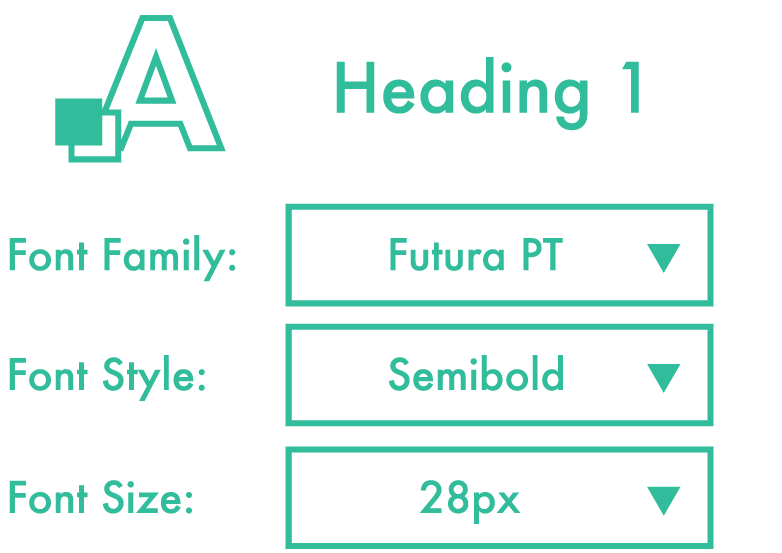 A
Heading 1
Font Family: Futura PT
Font Style: Semibold
Font Size: 28px